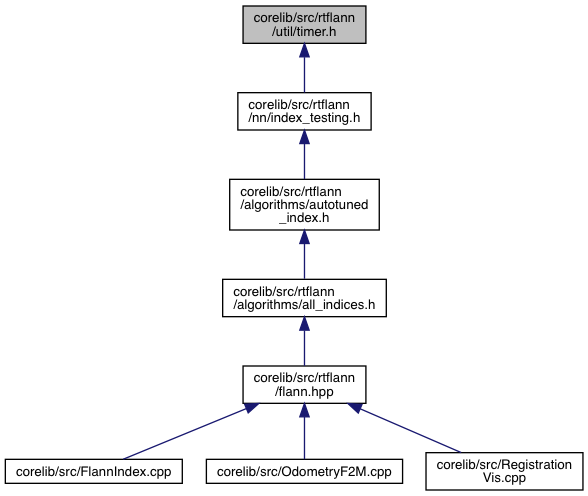 corelib/src/rtflann
/util/timer.h
corelib/src/rtflann
/nn/index_testing.h
corelib/src/rtflann
/algorithms/autotuned
_index.h
corelib/src/rtflann
/algorithms/all_indices.h
corelib/src/rtflann
/flann.hpp
corelib/src/FlannIndex.cpp
corelib/src/OdometryF2M.cpp
corelib/src/Registration
Vis.cpp